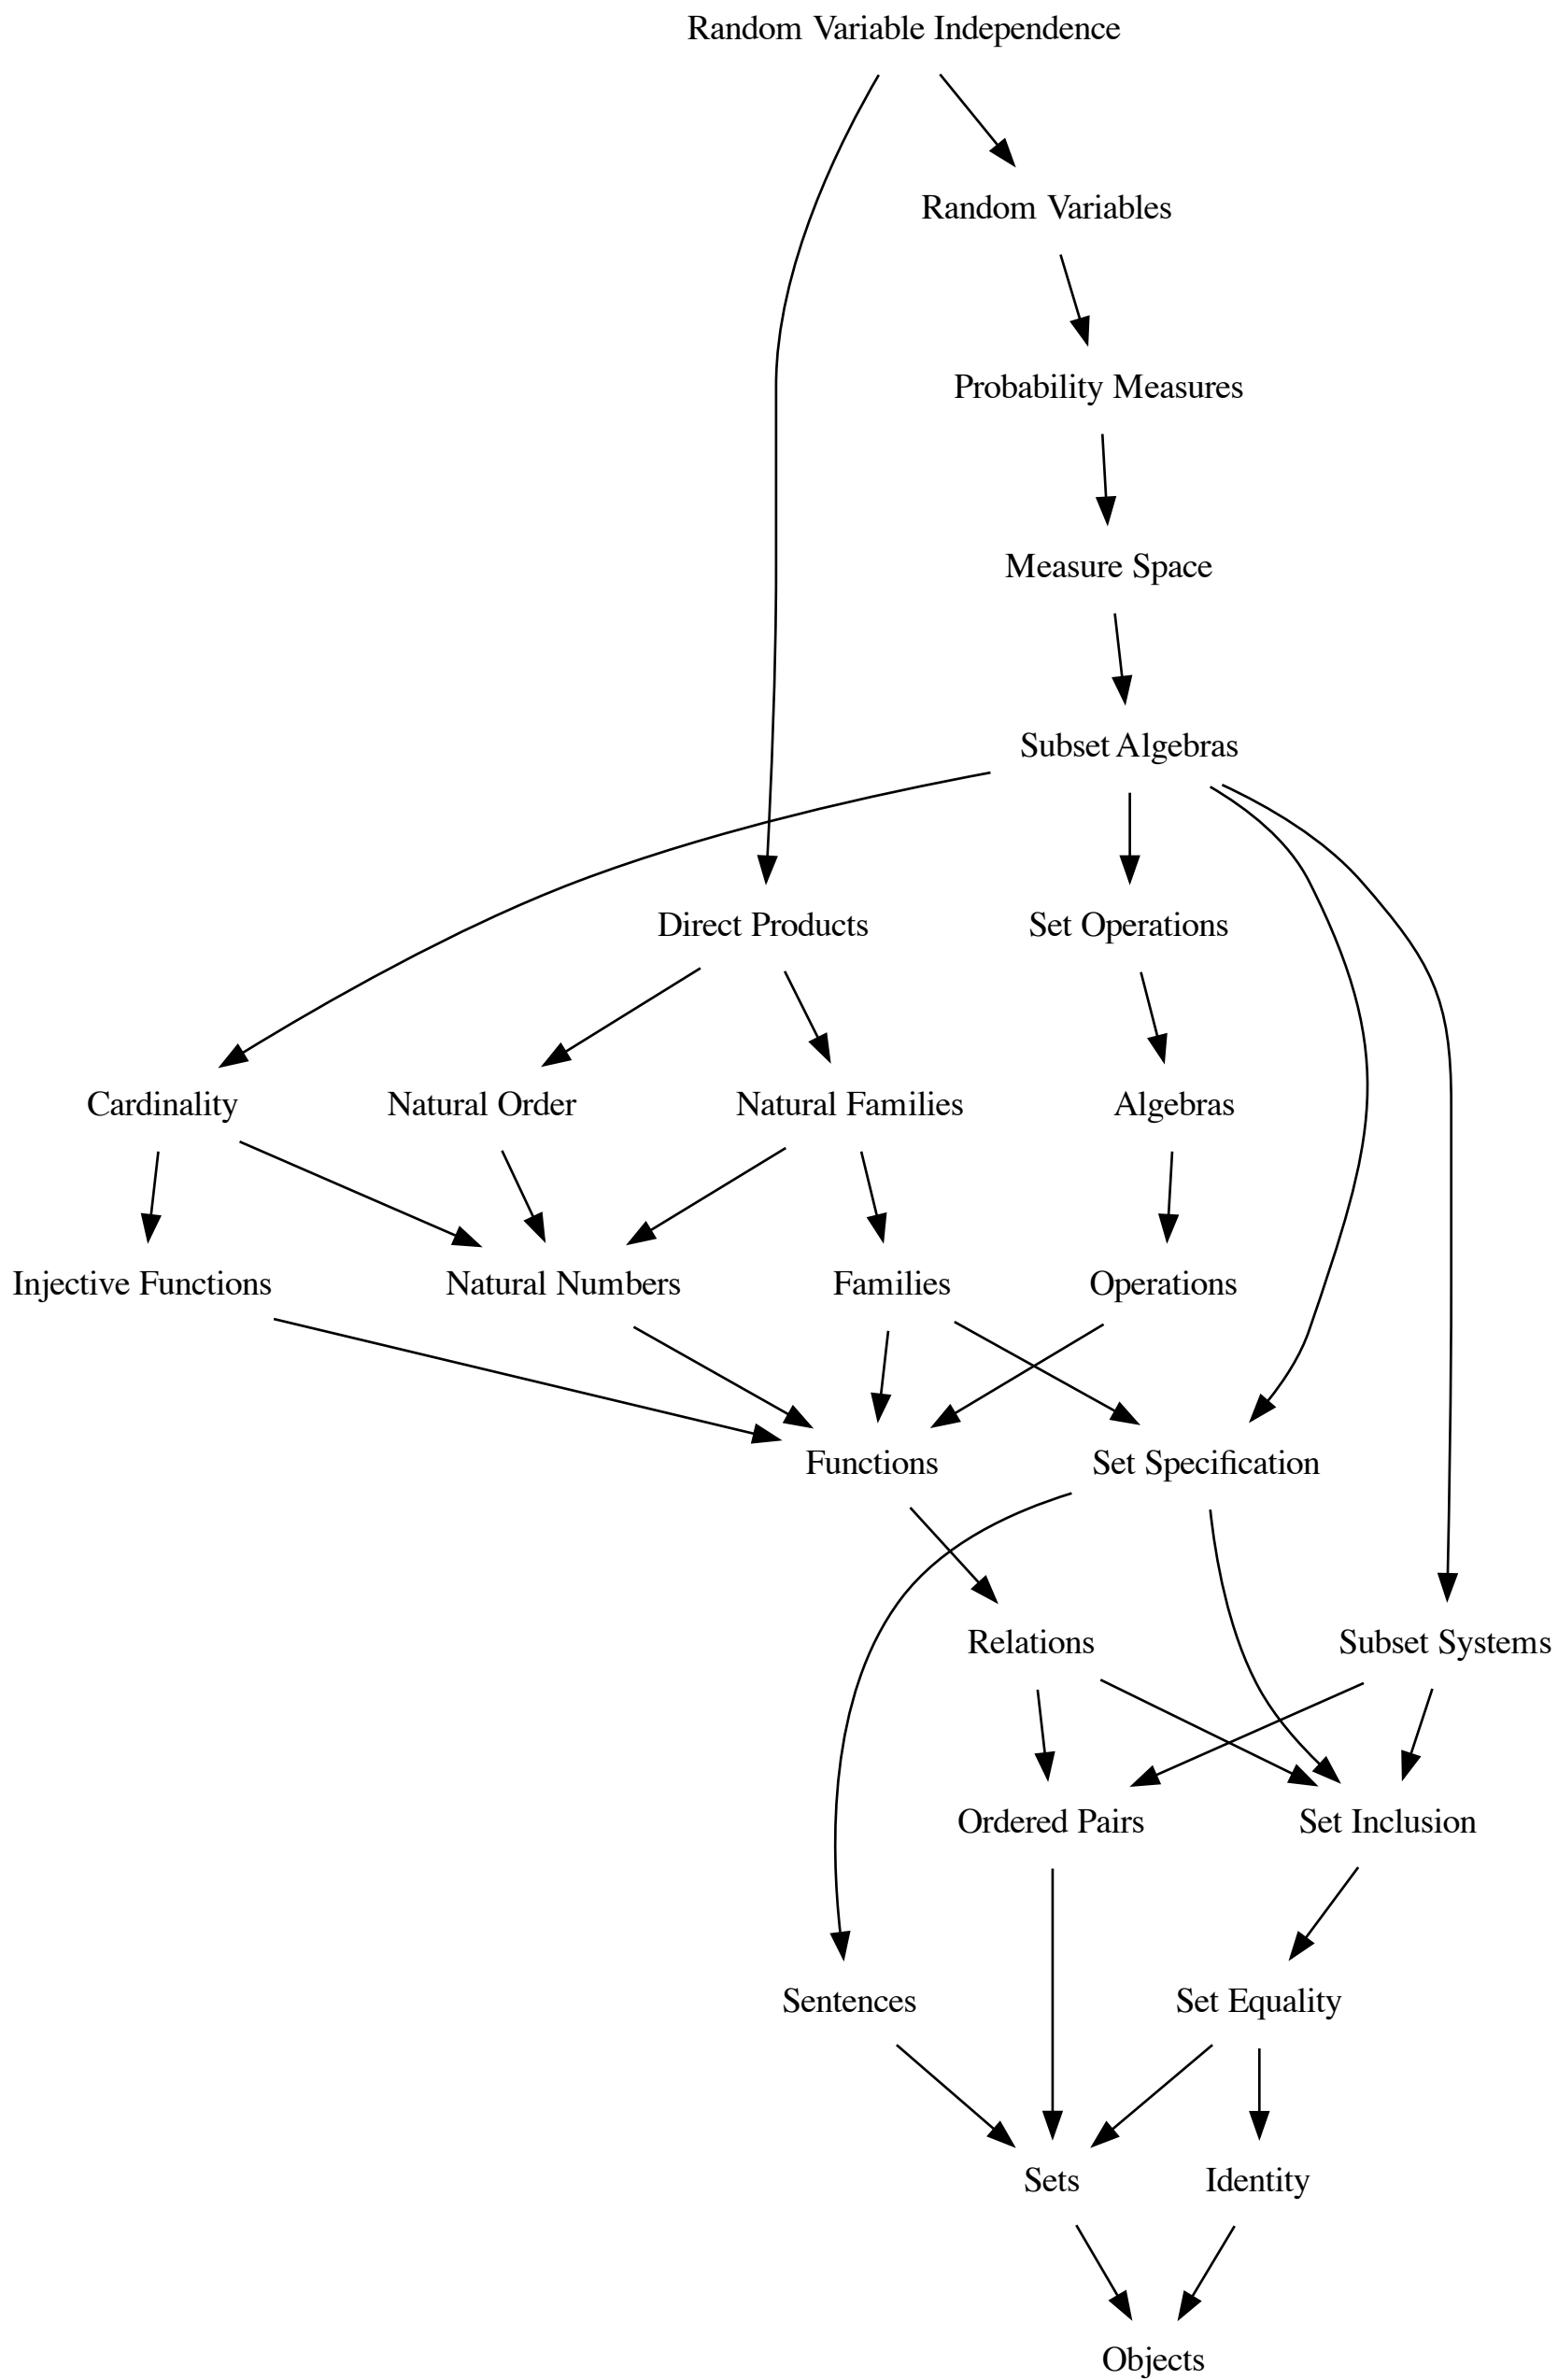 Random Variable Independence
Random Variables
Probability Measures
Measure Space
Subset Algebras
Direct Products
Set Operations
Cardinality
Natural Order
Natural Families
Algebras
Injective Functions
Natural Numbers
Families
Operations
Functions
Set Specification
Relations
Subset Systems
Ordered Pairs
Set Inclusion
Sentences
Set Equality
Sets
Identity
Objects